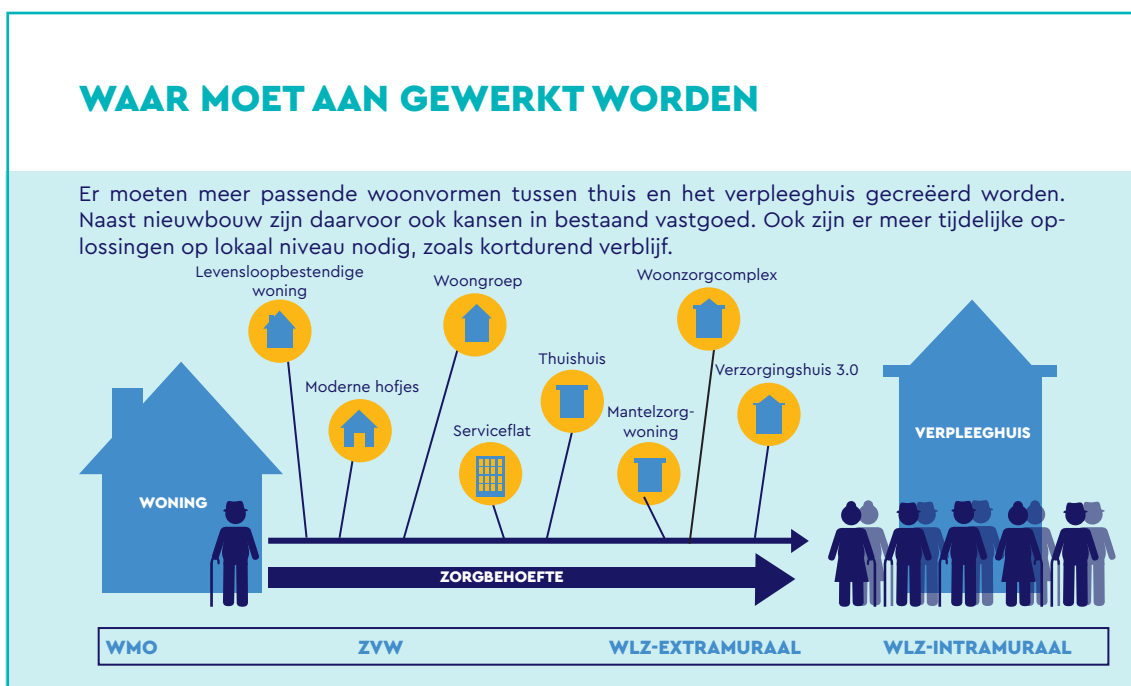 WAAR MOET AAN GEWERKT WORDEN
Er moeten meer passende woonvormen tussen thuis en het verpleeghuis gecreëerd worden.
Naast nieuwbouw zijn daarvoor ook kansen in bestaand vastgoed. Ook zijn er meer tijdelijke op-
lossingen op lokaal niveau nodig, zoals kortdurend verblijf.
Levensloopbestendige
woning
Woongroep
Woonzorgcomplex
Moderne hofjes
Thuishuis
Verzorgingshuis 3.0
Serviceflat
Mantelzorg-
woning
WONING
VERPLEEGHUIS
ZORGBEHOEFTE
WMO
ZVW
WLZ-EXTRAMURAAL
WLZ-INTRAMURAAL